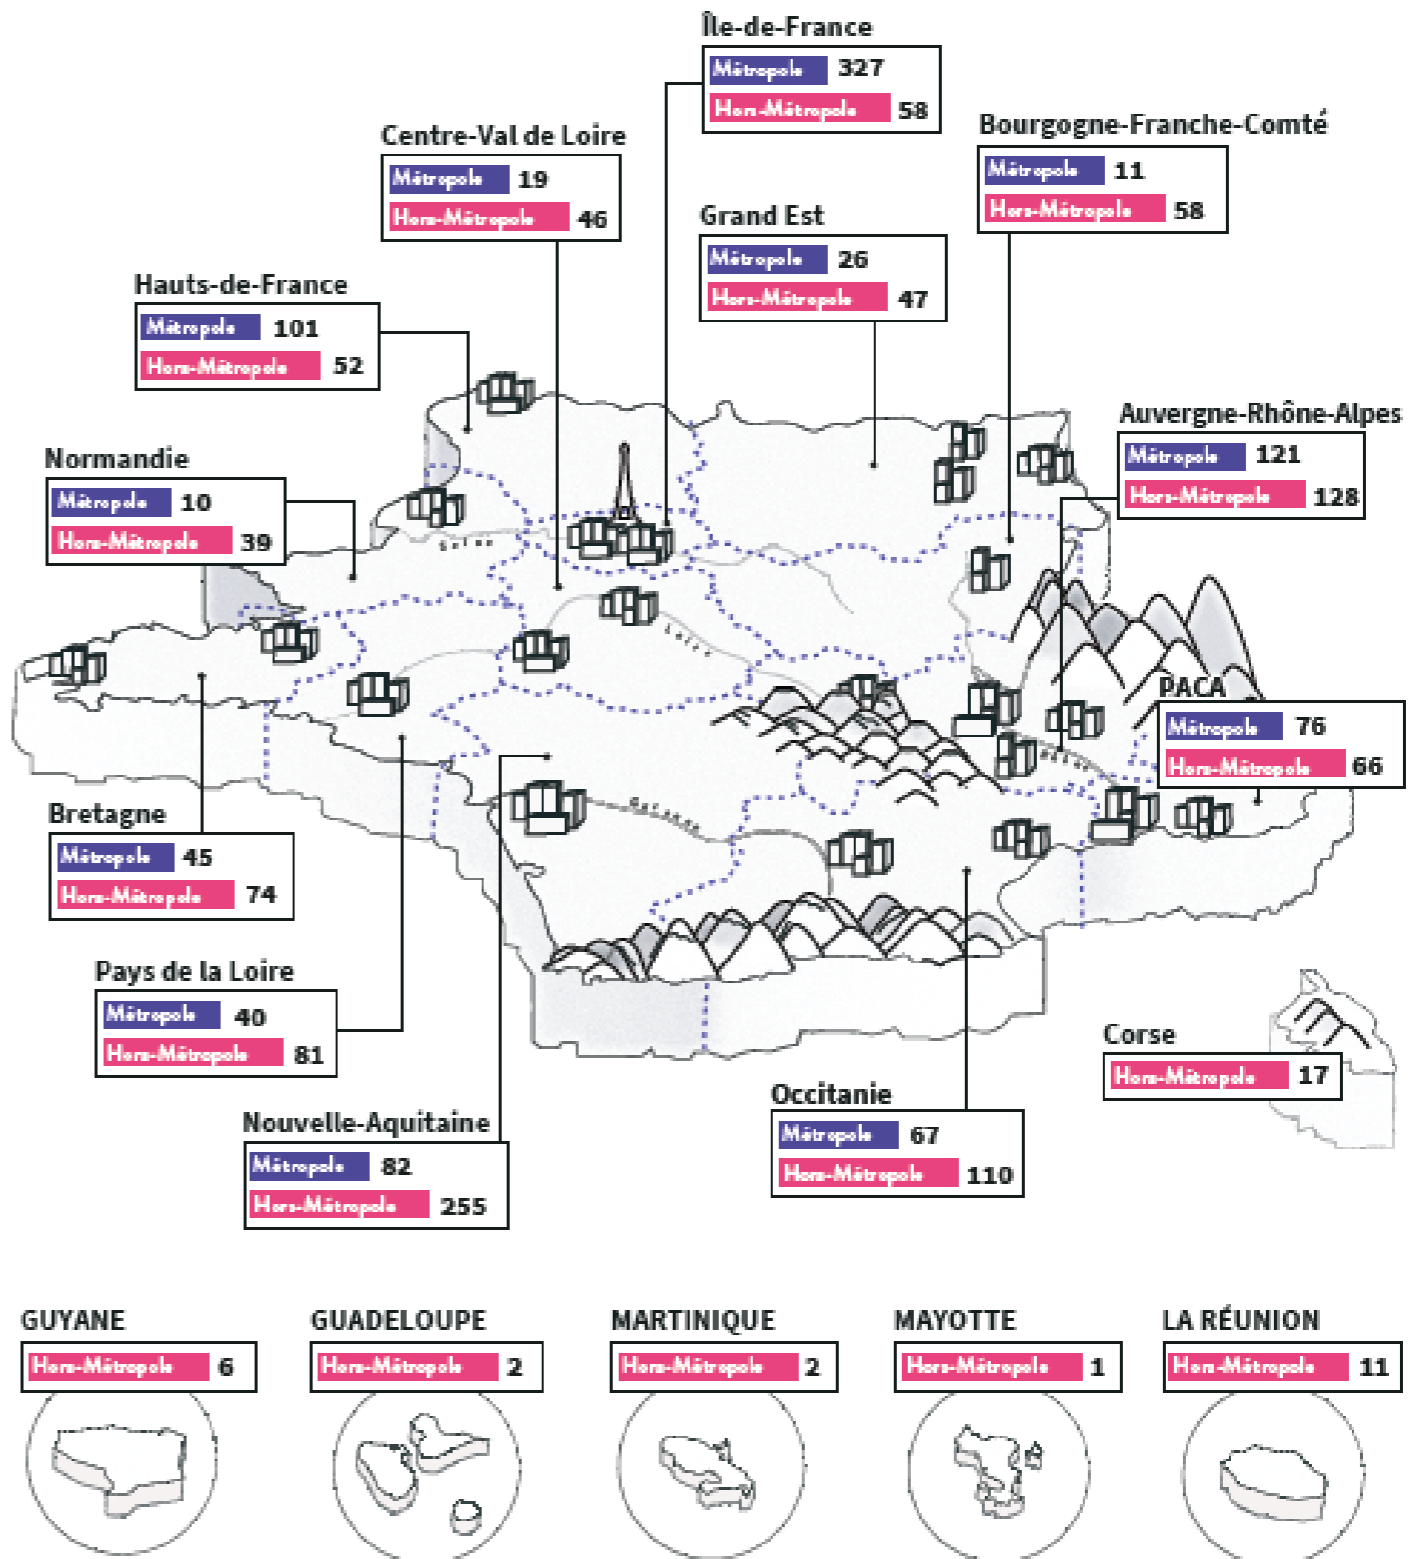 Île-de-France
Métropole 327
Hors-Métropole 58
Bourgogne-Franche-Comté
Métropole 11
Hors-Métropole 58
Centre-Val de Loire
Métropole 19
Hors-Métropole 46
Grand Est
Métropole 26
Hors-Métropole 47
Hauts-de-France
Métropole 101
Hors-Métropole 52
Auvergne-Rhône-Alpes
Métropole 121
Hors-Métropole 128
Normandie
Métropole 10
Hors-Métropole 39
Seine
Loire
PACA
Métropole 76
Hors-Métropole 66
Bretagne
Métropole 45
Hors-Métropole 74
Pays de la Loire
Métropole 40
Hors-Métropole 81
Corse
Hors-Métropole 17
Nouvelle-Aquitaine
Métropole 82
Hors-Métropole 255
Occitanie
Métropole 67
Hors-Métropole 110
GUYANE
Hors-Métropole 6
GUADELOUPE
Hors-Métropole 2
MARTINIQUE
Hors-Métropole 2
MAYOTTE
Hors-Métropole 1
LA RÉUNION
Hors-Métropole 11